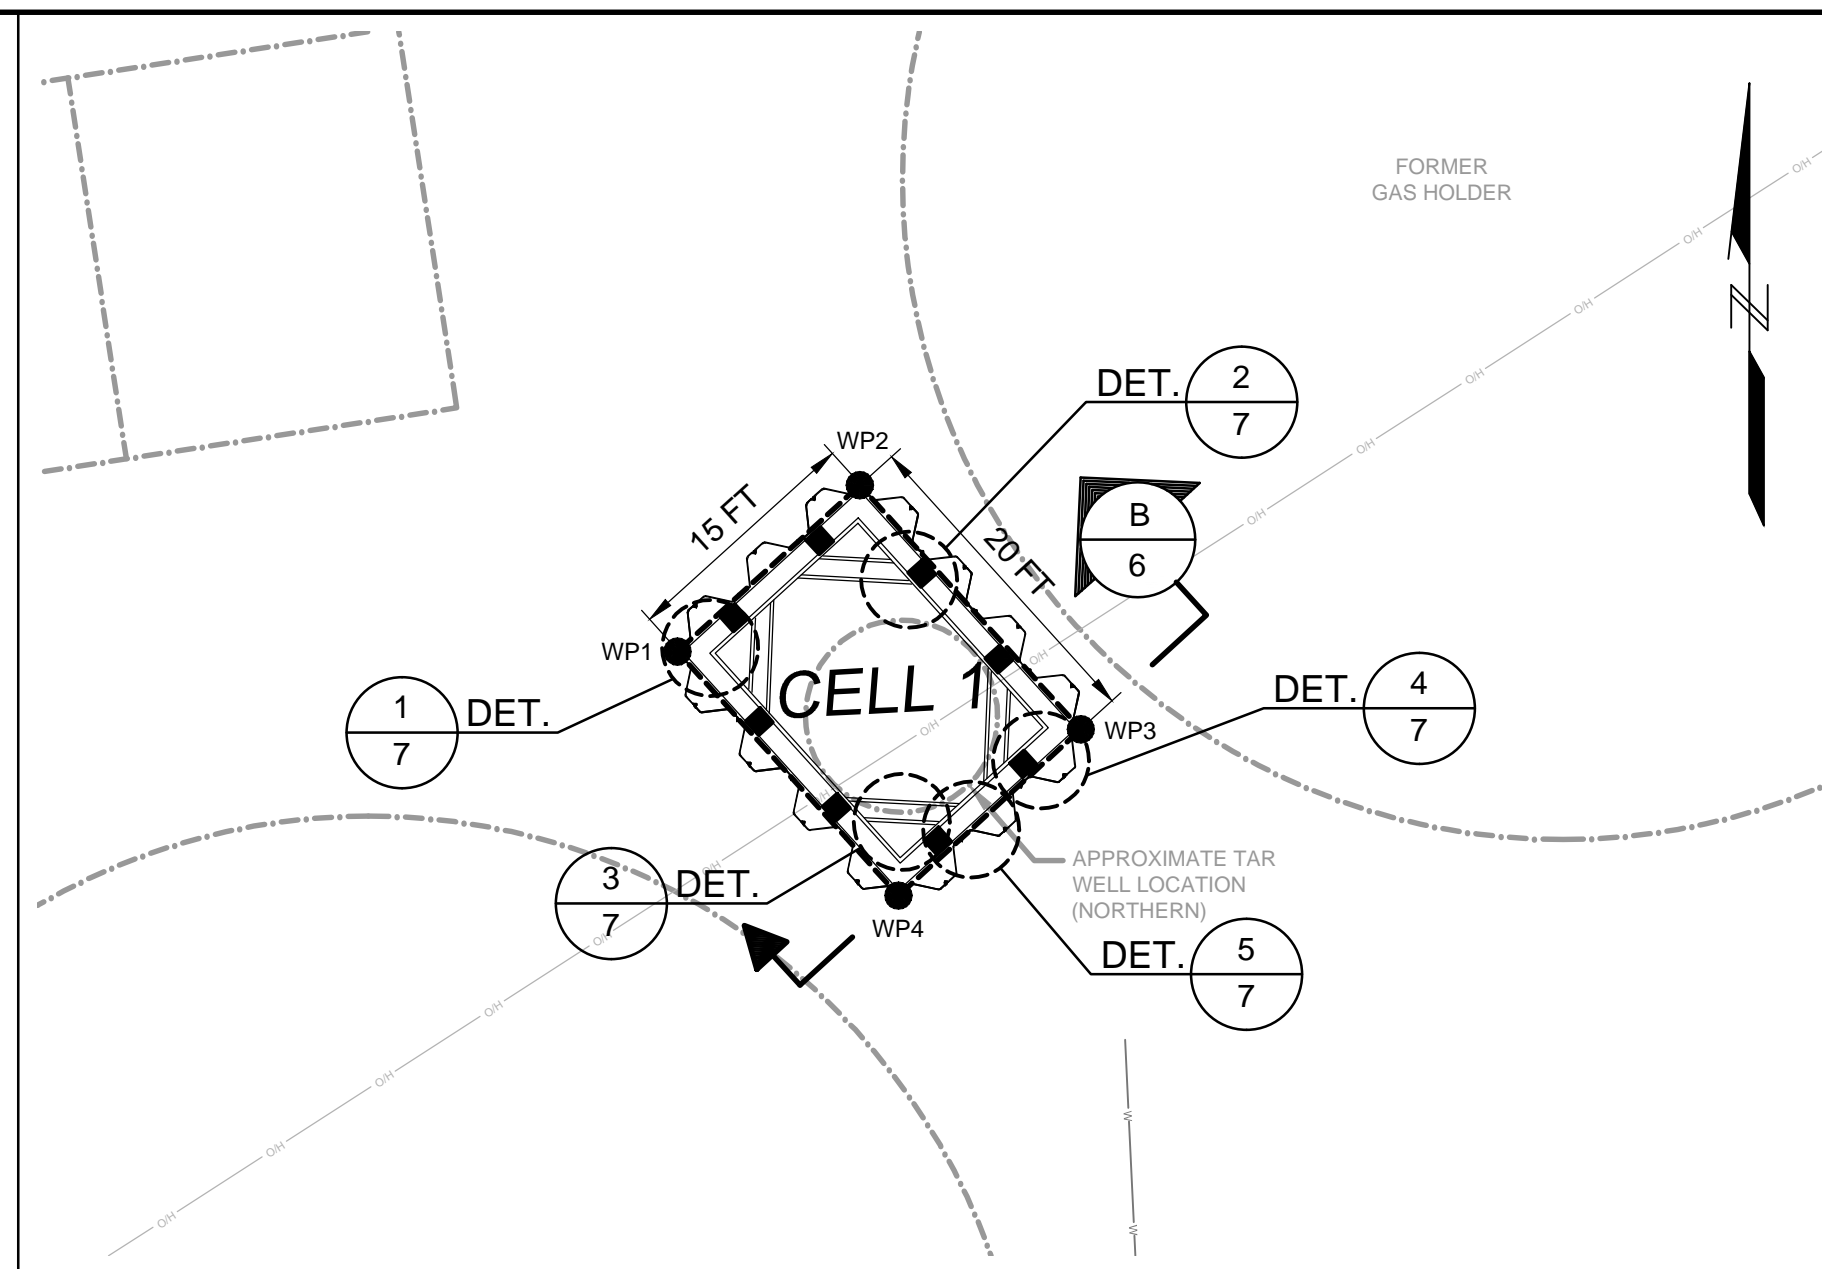 FORMER
GAS HOLDER
O/H
O/H
O/H
N
O/H
O/H
DET. 2
7
O/H
WP2
15 FT
20 FT
B
6
O/H
WP1
O/H
CELL 1
DET. 4
7
1 DET.
7
O/H
WP3
O/H
APPROXIMATE TAR
WELL LOCATION
(NORTHERN)
O/H
3 DET.
7
WP4
O/H
DET. 5
7
O/H
O/H
W
O/H
O/H
W